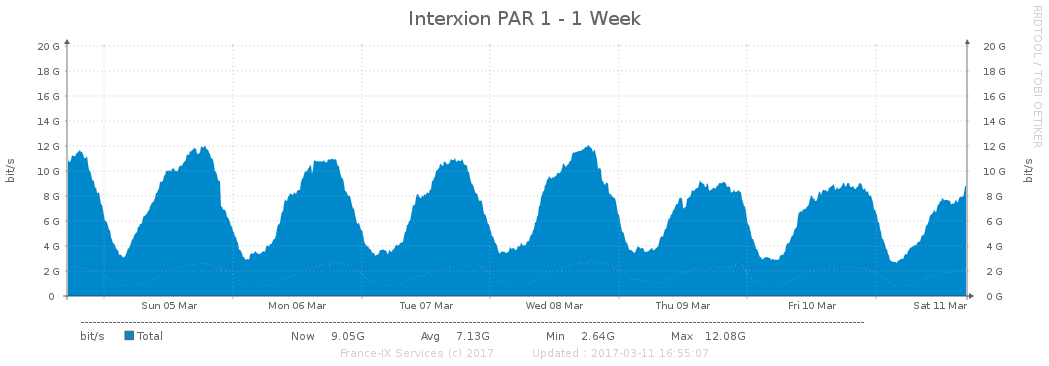 Interxion PAR 1 - 1 Week
RRDTOOL / TOBI OETIKER
20 G 20 G
18 G 18 G
16 G 16 G
14 G 14 G
12 G 12 G
10 G 10 G
8 G 8 G
6 G 6 G
4 G 4 G
2 G 2 G
0 0 G
bit/s
bit/s
Sun 05 Mar Mon 06 Mar Tue 07 Mar Wed 08 Mar Thu 09 Mar Fri 10 Mar Sat 11 Mar
bit/s Total Now 9.05G Avg 7.13G Min 2.64G Max 12.08G
France-IX Services (c) 2017 Updated : 2017-03-11 16:55:07